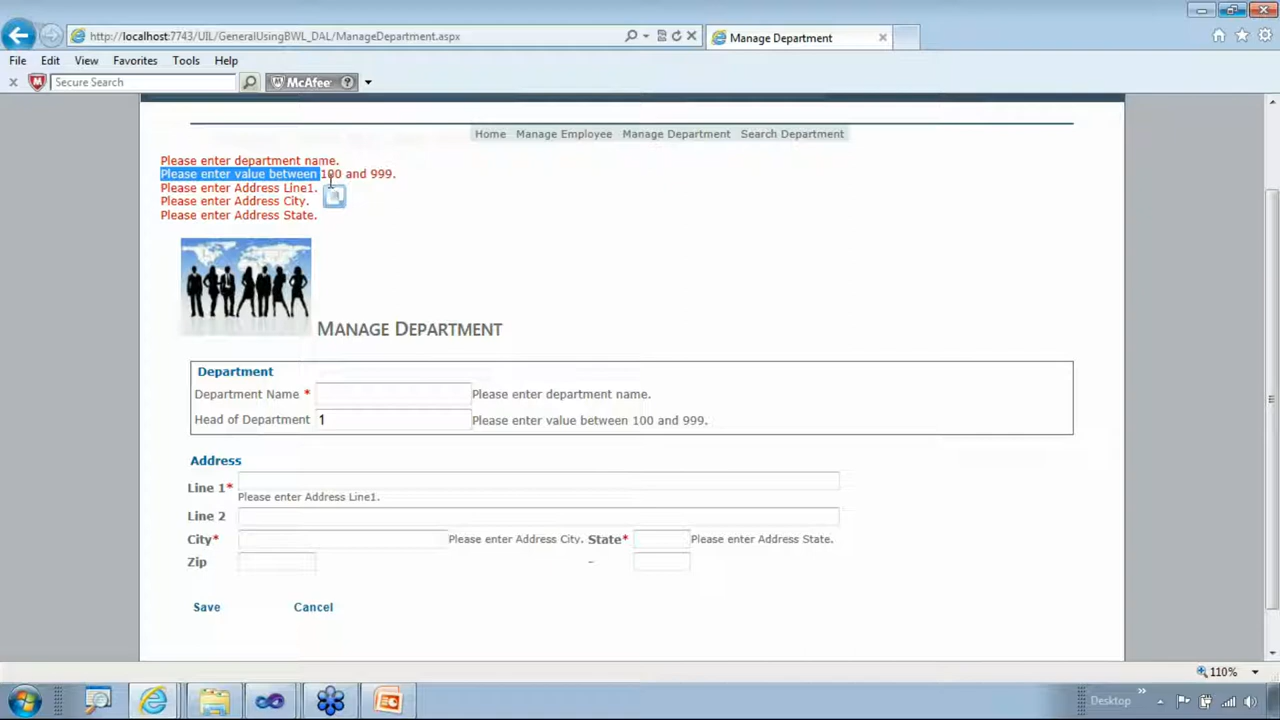 http://localhost:7743/UIL/GeneralUsingBWL_DAL/ManageDepartment.aspx
Manage Department
File Edit View Favorites Tools Help
Secure Search McAfee
Home Manage Employee Manage Department Search Department
Please enter department name.
Please enter value between 100 and 999.
Please enter Address Line1.
Please enter Address City.
Please enter Address State.
MANAGE DEPARTMENT
Department
Department Name * Please enter department name.
Head of Department 1 Please enter value between 100 and 999.
Address
Line 1*
Please enter Address Line1.
Line 2
City* Please enter Address City. State* Please enter Address State.
Zip –
Save Cancel
110%
Desktop